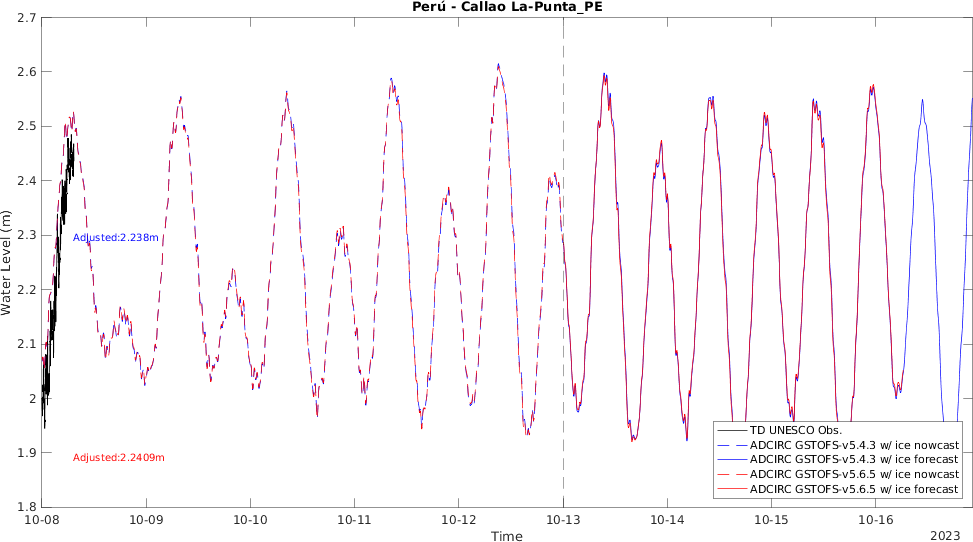 Perú - Callao La-Punta_PE
2.7
2.6
2.5
2.4
2.3
2.2
2.1
2
1.9
1.8
Water Level (m)
Adjusted:2.238m
Adjusted:2.2409m
TD UNESCO Obs.
ADCIRC GSTOFS-v5.4.3 w/ ice nowcast
ADCIRC GSTOFS-v5.4.3 w/ ice forecast
ADCIRC GSTOFS-v5.6.5 w/ ice nowcast
ADCIRC GSTOFS-v5.6.5 w/ ice forecast
10-08 10-09 10-10 10-11 10-12 10-13 10-14 10-15 10-16
Time
2023